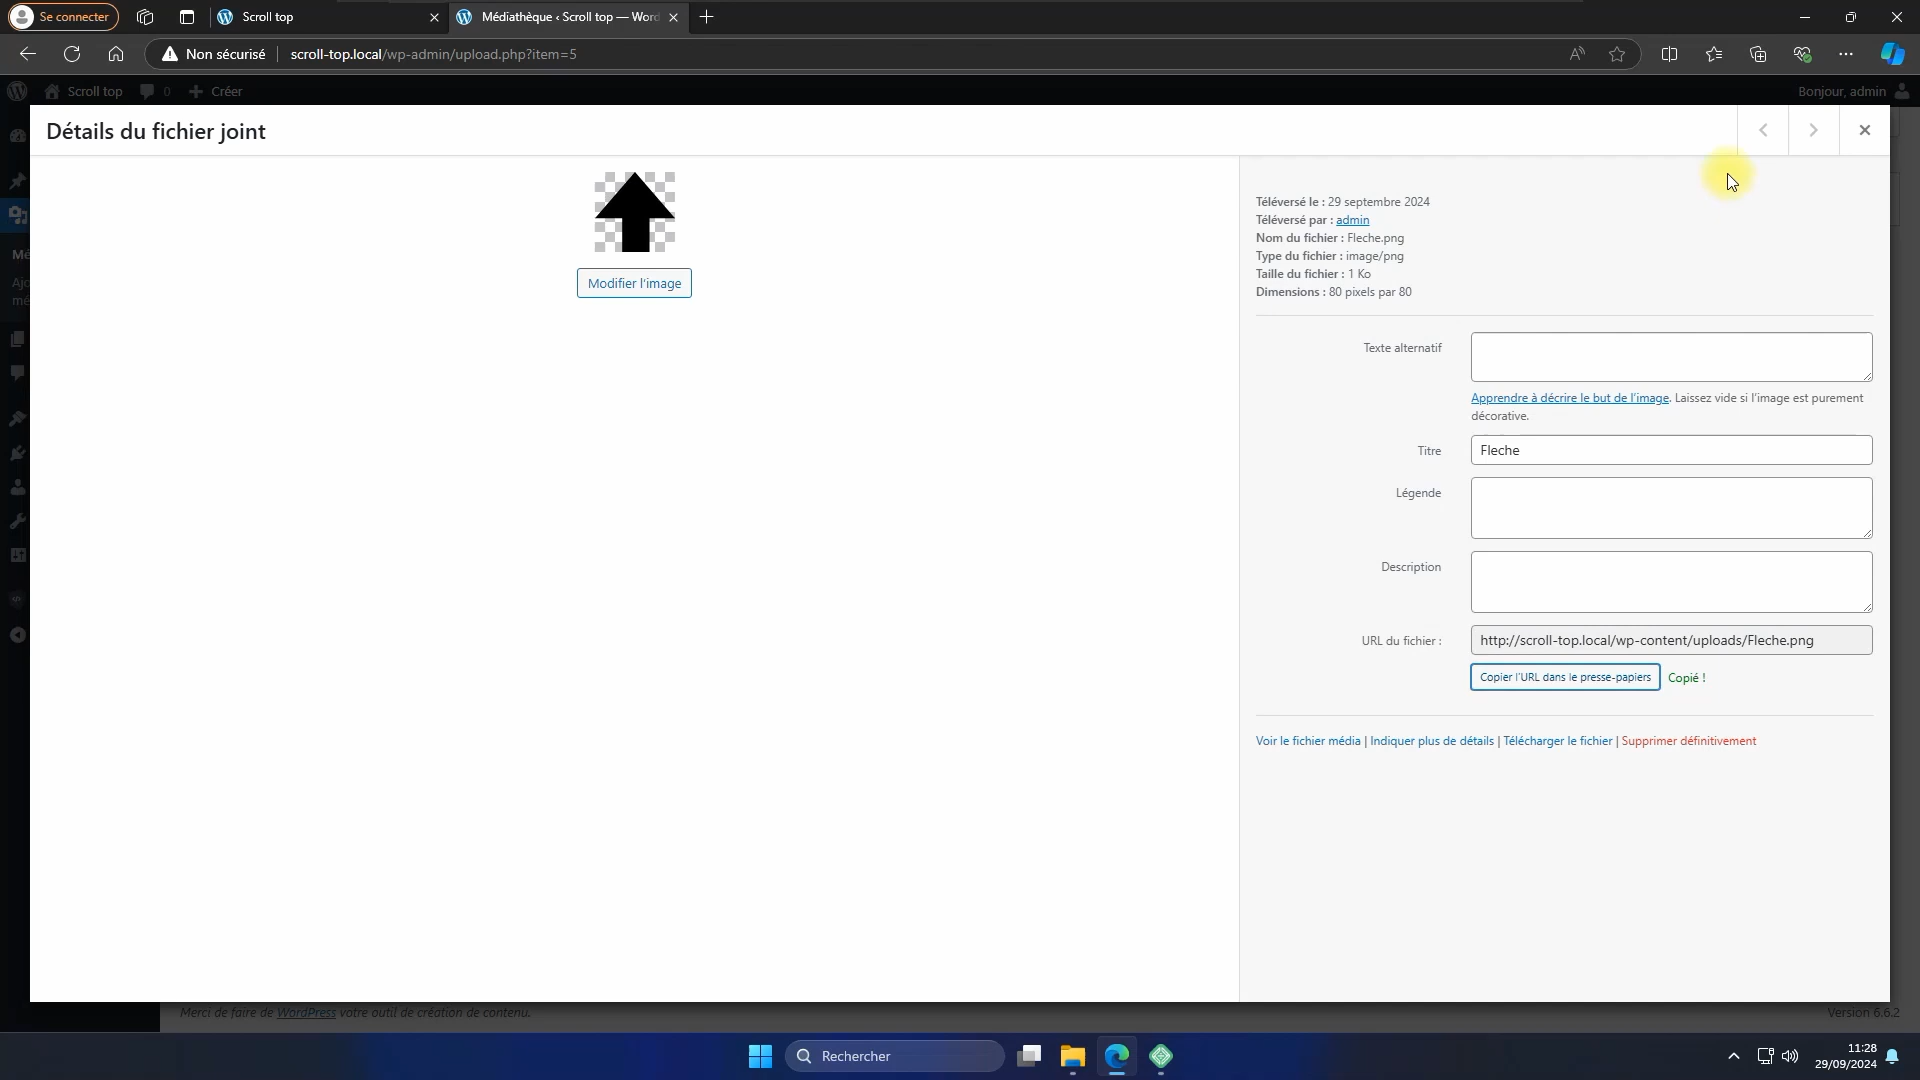 Se connecter
Scroll top
Médiathèque ‹ Scroll top — Word
Non sécurisé
scroll-top.local/wp-admin/upload.php?item=5
Scroll top
0
Créer
Bonjour, admin
Détails du fichier joint
Modifier l'image
Téléversé le : 29 septembre 2024
Téléversé par : admin
Nom du fichier : Fleche.png
Type du fichier : image/png
Taille du fichier : 1 Ko
Dimensions : 80 pixels par 80
Texte alternatif
Apprendre à décrire le but de l'image. Laissez vide si l'image est purement
décorative.
Titre
Fleche
Légende
Description
URL du fichier :
http://scroll-top.local/wp-content/uploads/Fleche.png
Copier l'URL dans le presse-papiers
Copié !
Voir le fichier média | Indiquer plus de détails | Télécharger le fichier | Supprimer définitivement
Mé
Ajo
mé
Merci de faire de WordPress votre outil de création de contenu.
Version 6.6.2
Rechercher
11:28
29/09/2024